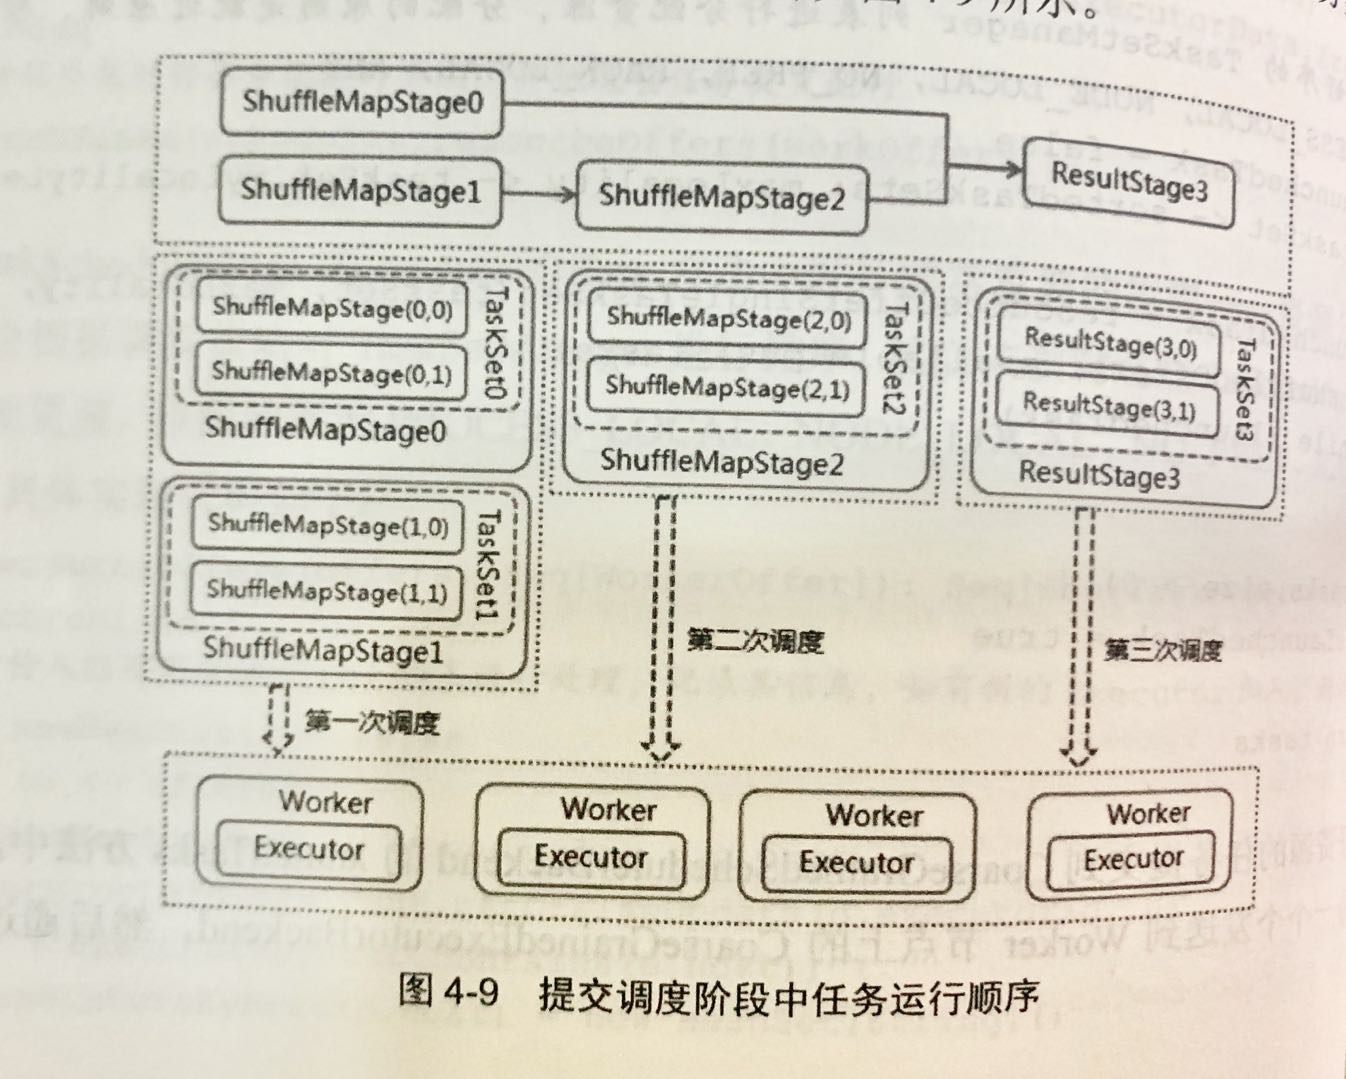 所示。
ShuffleMapStage0
ShuffleMapStage1
ShuffleMapStage2
ResultStage3
ShuffleMapStage(0,0)
ShuffleMapStage(0,1)
TaskSet0
ShuffleMapStage0
ShuffleMapStage(1,0)
ShuffleMapStage(1,1)
TaskSet1
ShuffleMapStage1
ShuffleMapStage(2,0)
ShuffleMapStage(2,1)
TaskSet2
ShuffleMapStage2
ResultStage(3,0)
ResultStage(3,1)
TaskSet3
ResultStage3
第一次调度
第二次调度
第三次调度
Worker
Executor
Worker
Executor
Worker
Executor
Worker
Executor
图 4-9 提交调度阶段中任务运行顺序